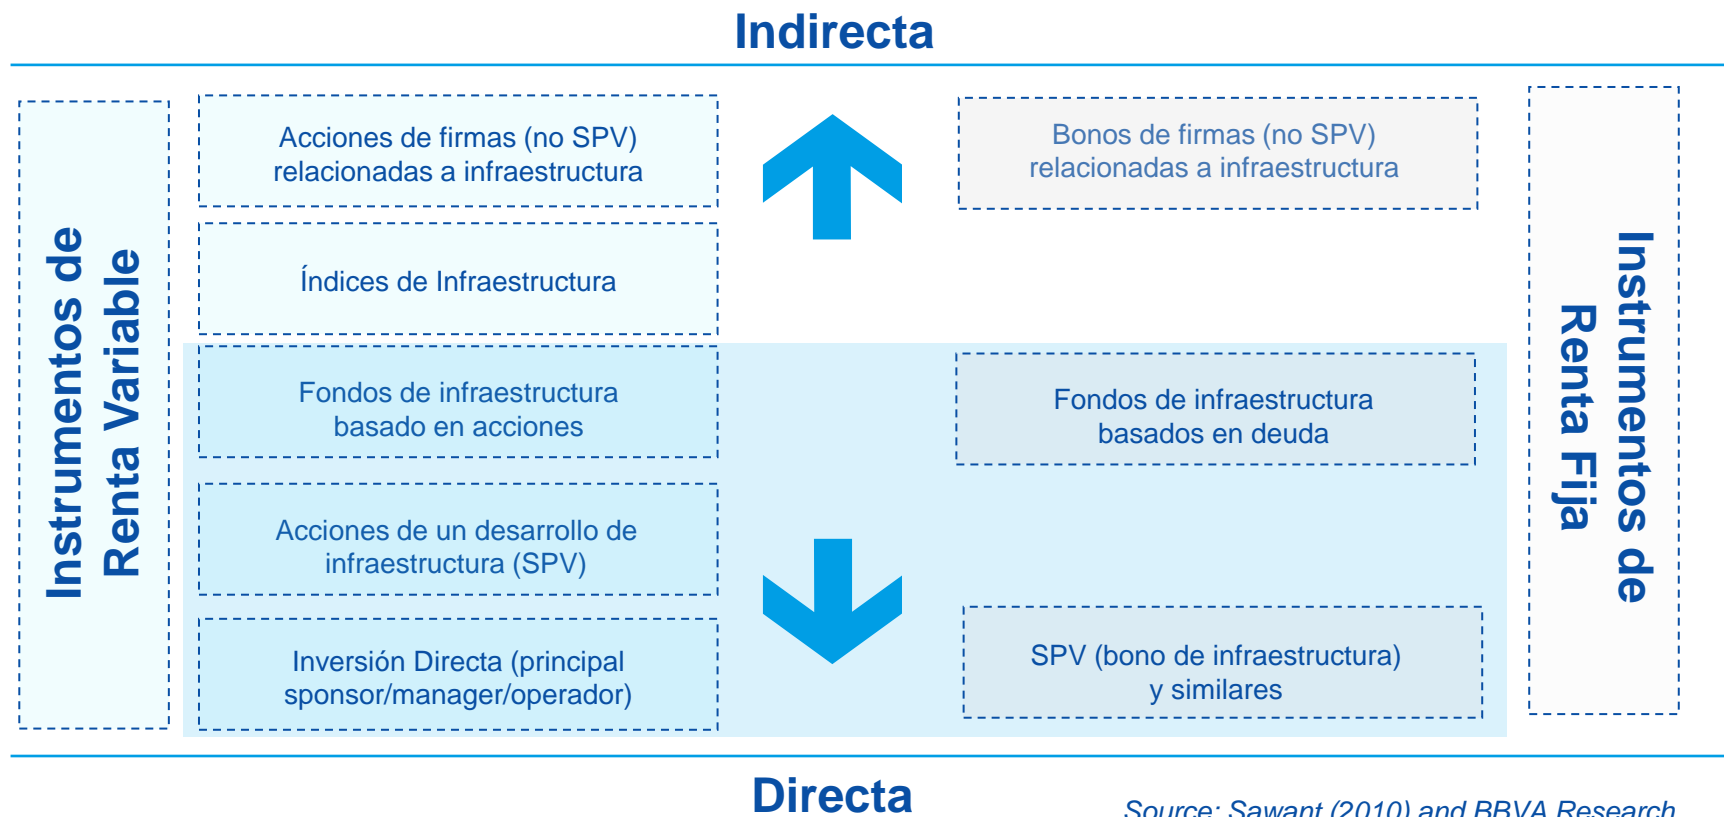 Indirecta
Instrumentos de
Renta Variable
Acciones de firmas (no SPV)
relacionadas a infraestructura
Índices de Infraestructura
Fondos de infraestructura
basado en acciones
Acciones de un desarrollo de
infraestructura (SPV)
Inversión Directa (principal
sponsor/manager/operador)
Bonos de firmas (no SPV)
relacionadas a infraestructura
Fondos de infraestructura
basados en deuda
SPV (bono de infraestructura)
y similares
Instrumentos de
Renta Fija
Directa
Source: Sawant (2010) and BBVA Research